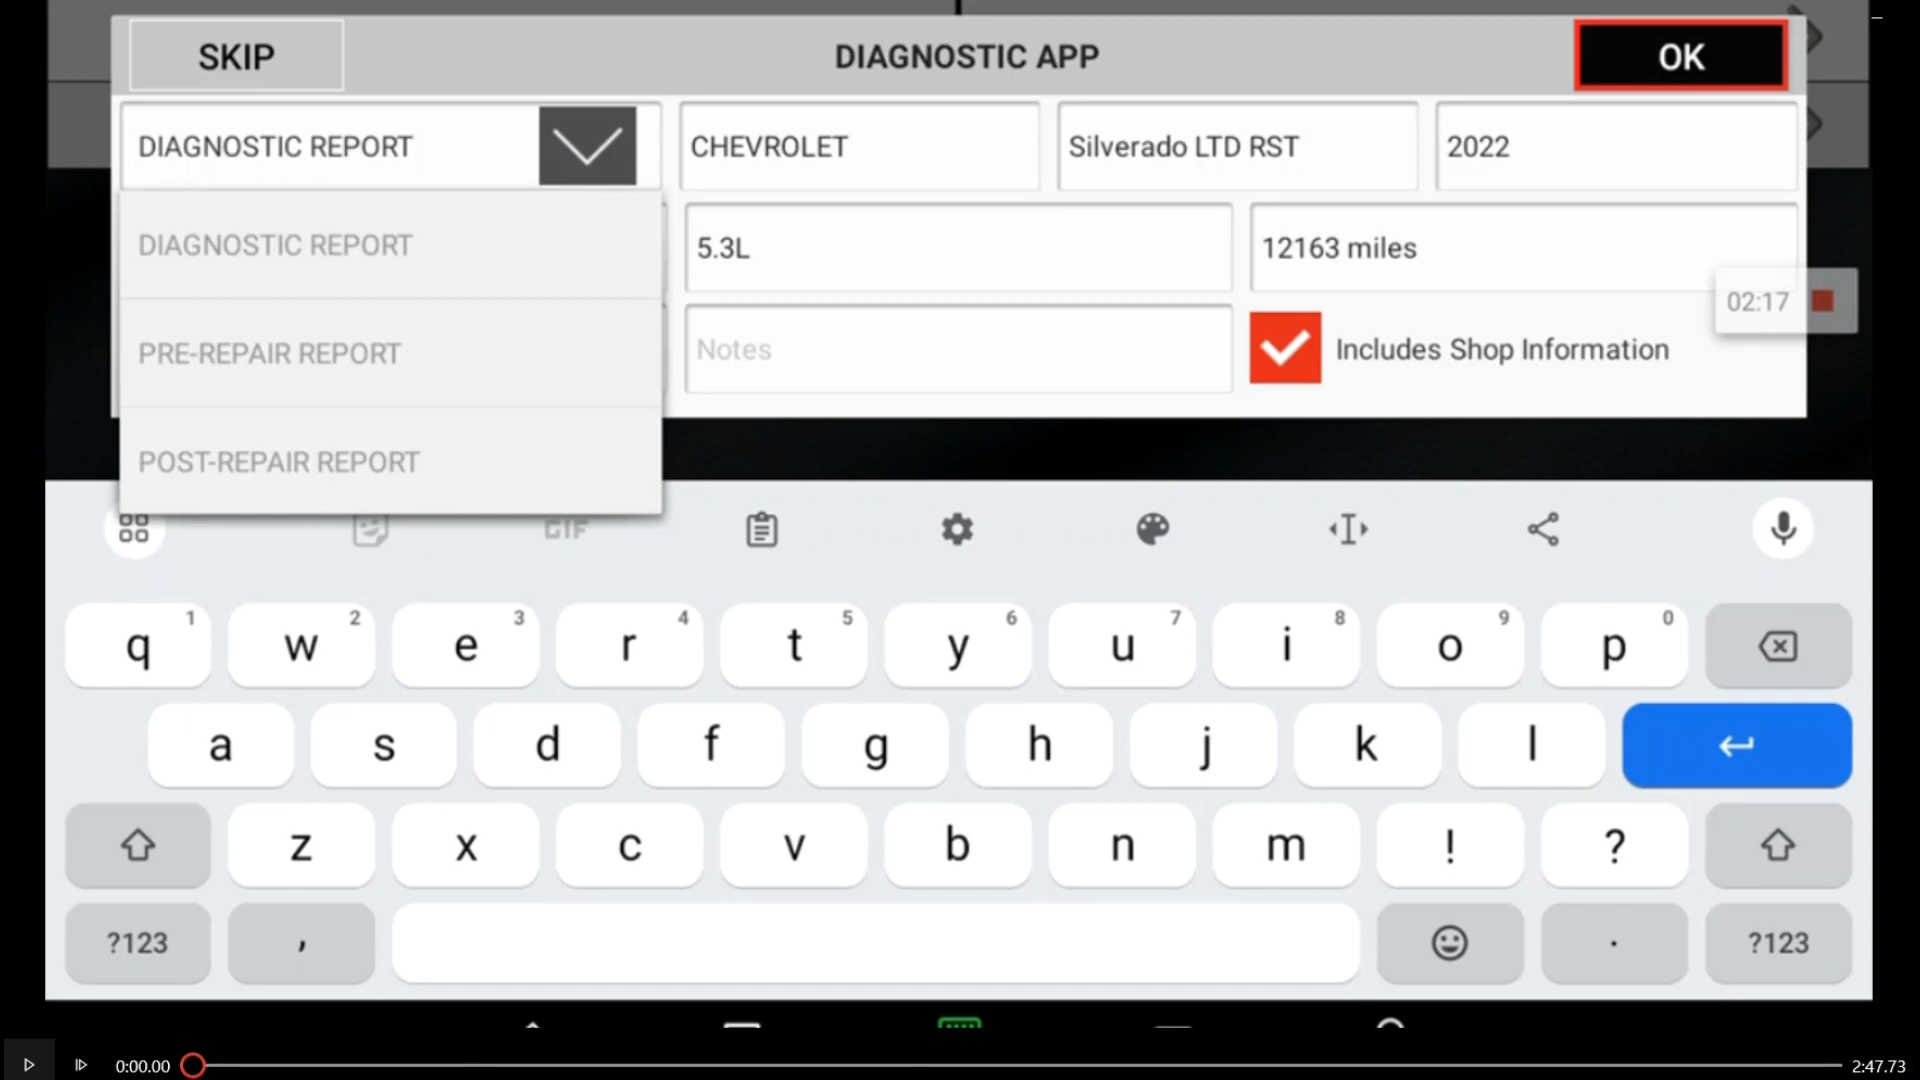 SKIP
DIAGNOSTIC APP
OK
DIAGNOSTIC REPORT
CHEVROLET
Silverado LTD RST
2022
DIAGNOSTIC REPORT
5.3L
12163 miles
02:17
PRE-REPAIR REPORT
Notes
Includes Shop Information
POST-REPAIR REPORT
GIF
q 1 w 2 e 3 r 4 t 5 y 6 u 7 i 8 o 9 p 0
a s d f g h j k l
z x c v b n m ! ?
?123 , . ?123
0:00.00
2:47.73